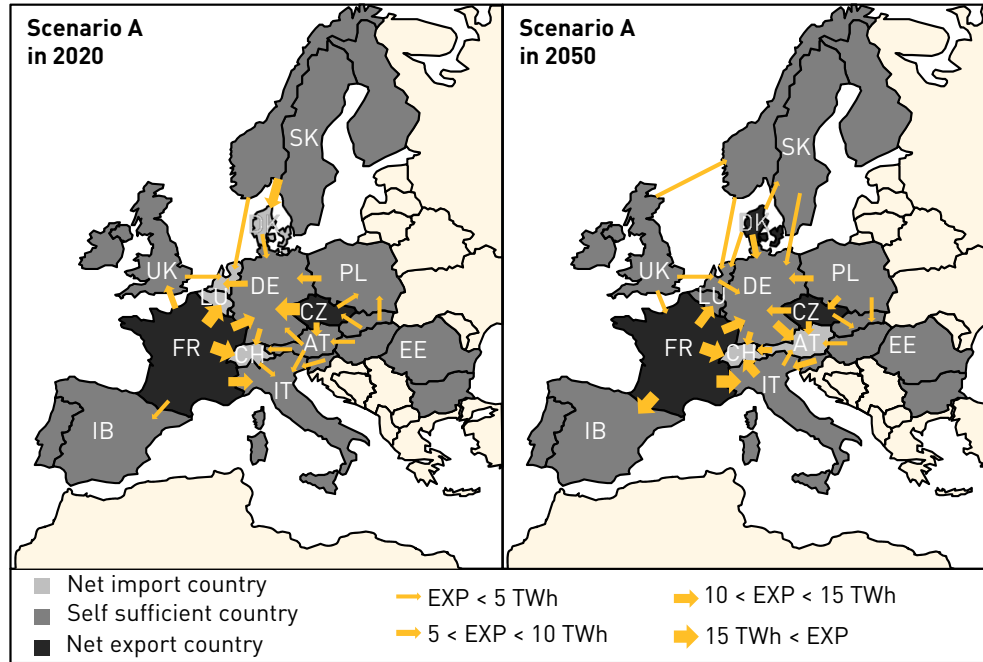 Scenario A
in 2020
SK
DK
UK
LU
DE
PL
CZ
FR
CH
AT
EE
IT
IB
Scenario A
in 2050
SK
DK
UK
LU
DE
PL
CZ
FR
CH
AT
EE
IT
IB
Net import country
Self sufficient country
Net export country
EXP < 5 TWh
5 < EXP < 10 TWh
10 < EXP < 15 TWh
15 TWh < EXP